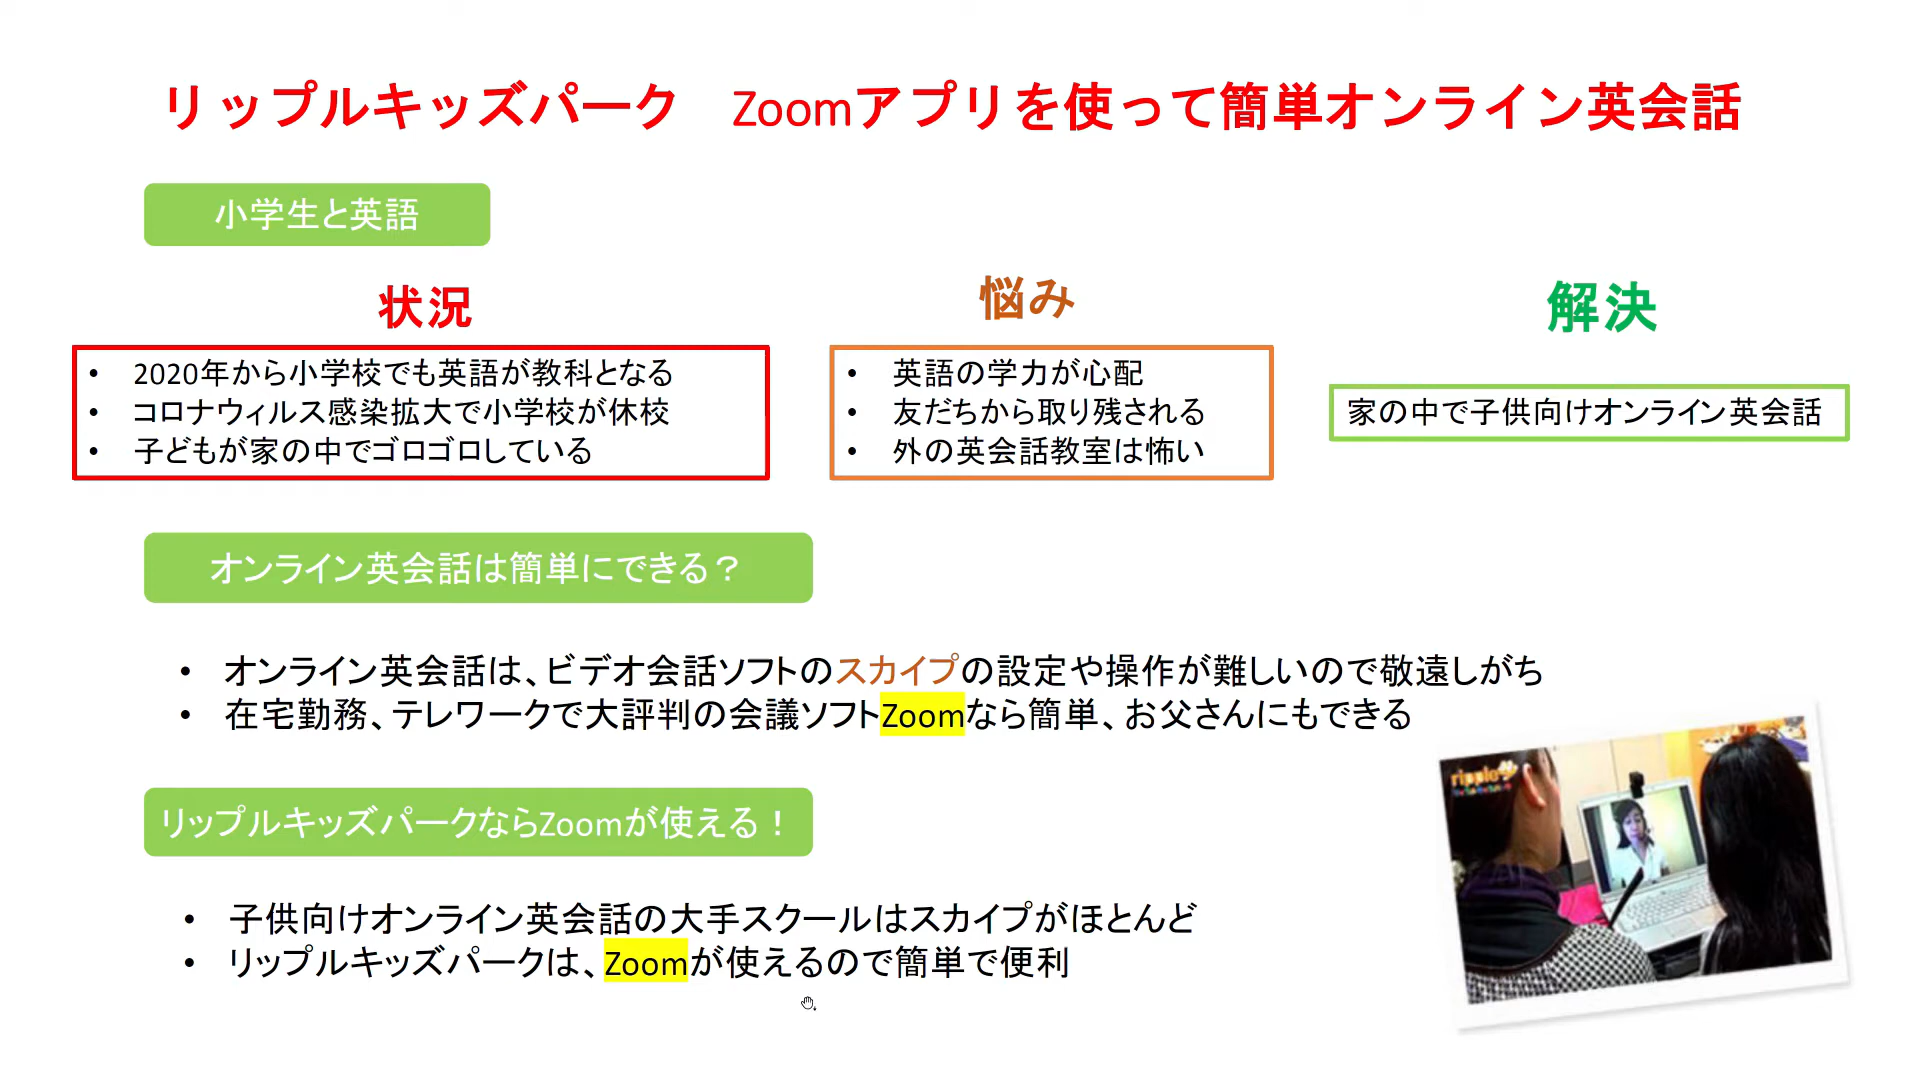 リップルキッズパーク　Zoomアプリを使って簡単オンライン英会話
小学生と英語
状況
• 2020年から小学校でも英語が教科となる
• コロナウィルス感染拡大で小学校が休校
• 子どもが家の中でゴロゴロしている
悩み
• 英語の学力が心配
• 友だちから取り残される
• 外の英会話教室は怖い
解決
家の中で子供向けオンライン英会話
オンライン英会話は簡単にできる？
• オンライン英会話は、ビデオ会話ソフトのスカイプの設定や操作が難しいので敬遠しがち
• 在宅勤務、テレワークで大評判の会議ソフトZoomなら簡単、お父さんにもできる
リップルキッズパークならZoomが使える！
• 子供向けオンライン英会話の大手スクールはスカイプがほとんど
• リップルキッズパークは、Zoomが使えるので簡単で便利
ripple